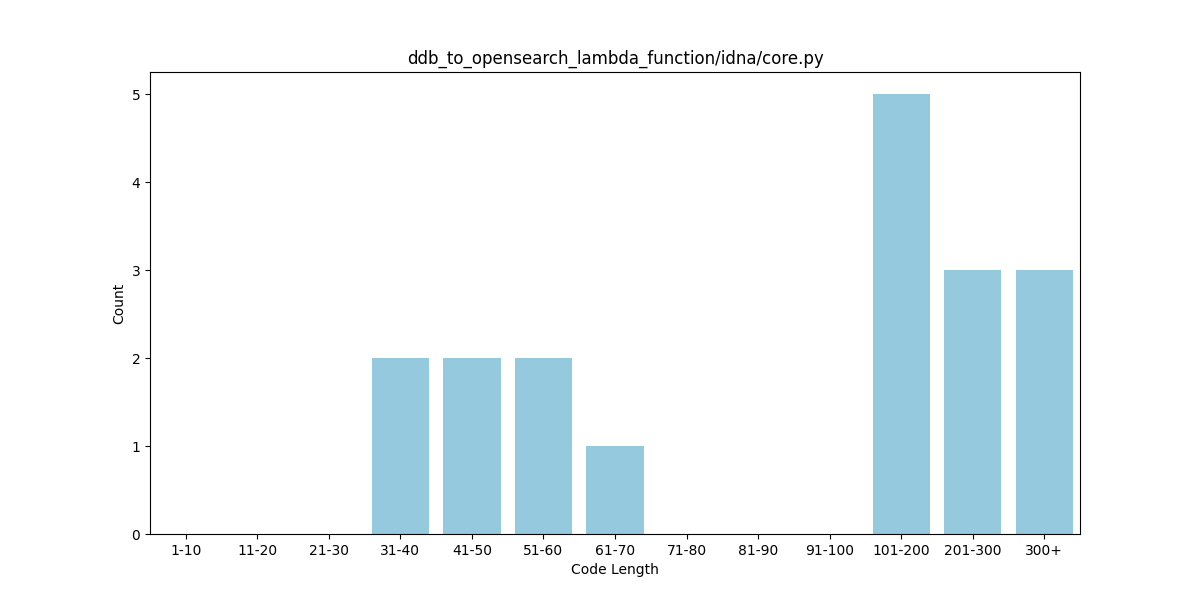 ddb_to_opensearch_lambda_function/idna/core.py
5
4
3
2
1
0
Count
1-10 11-20 21-30 31-40 41-50 51-60 61-70 71-80 81-90 91-100 101-200 201-300 300+
Code Length